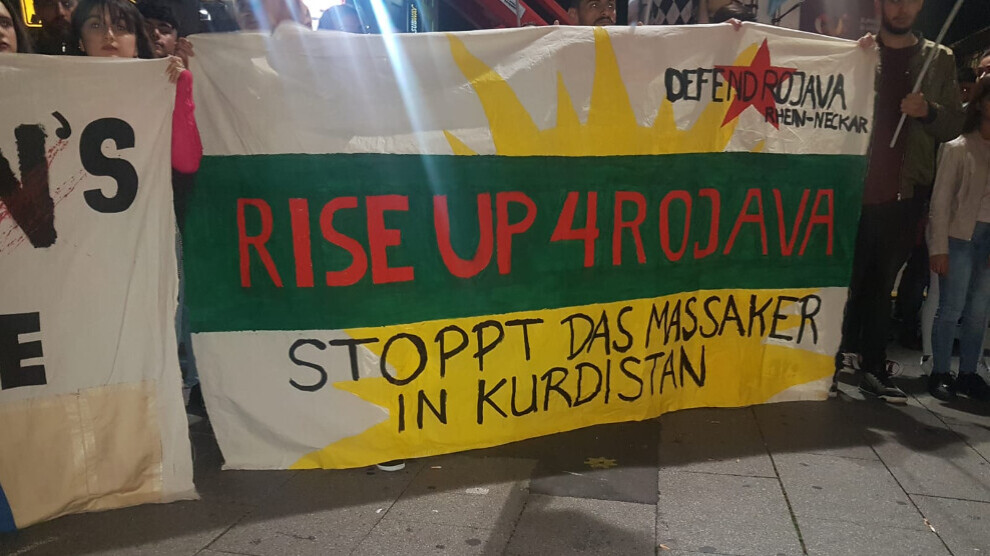 'S
E
DEFEND ROJAVA
RHEIN-NECKAR
RISE UP 4 ROJAVA
STOPPT DAS MASSAKER
IN KURDISTAN